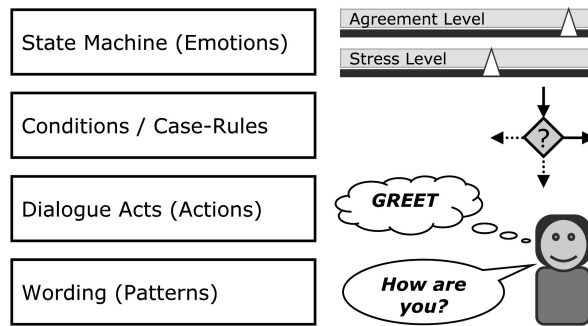 State Machine (Emotions)
Agreement Level
Stress Level
Conditions / Case-Rules
?
Dialogue Acts (Actions)
GREET
Wording (Patterns)
How are
you?